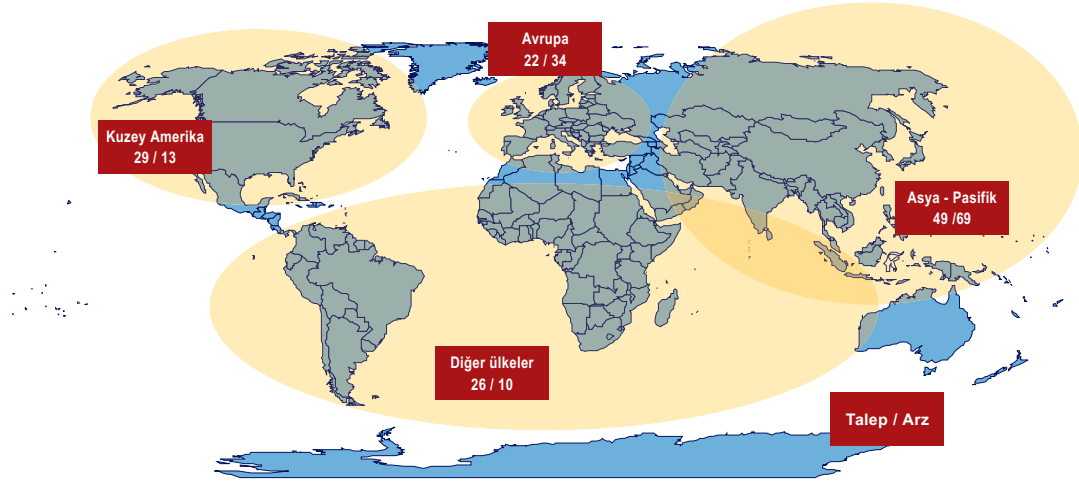 Avrupa
22 / 34
Kuzey Amerika
29 / 13
Asya - Pasifik
49 /69
Diğer ülkeler
26 / 10
Talep / Arz